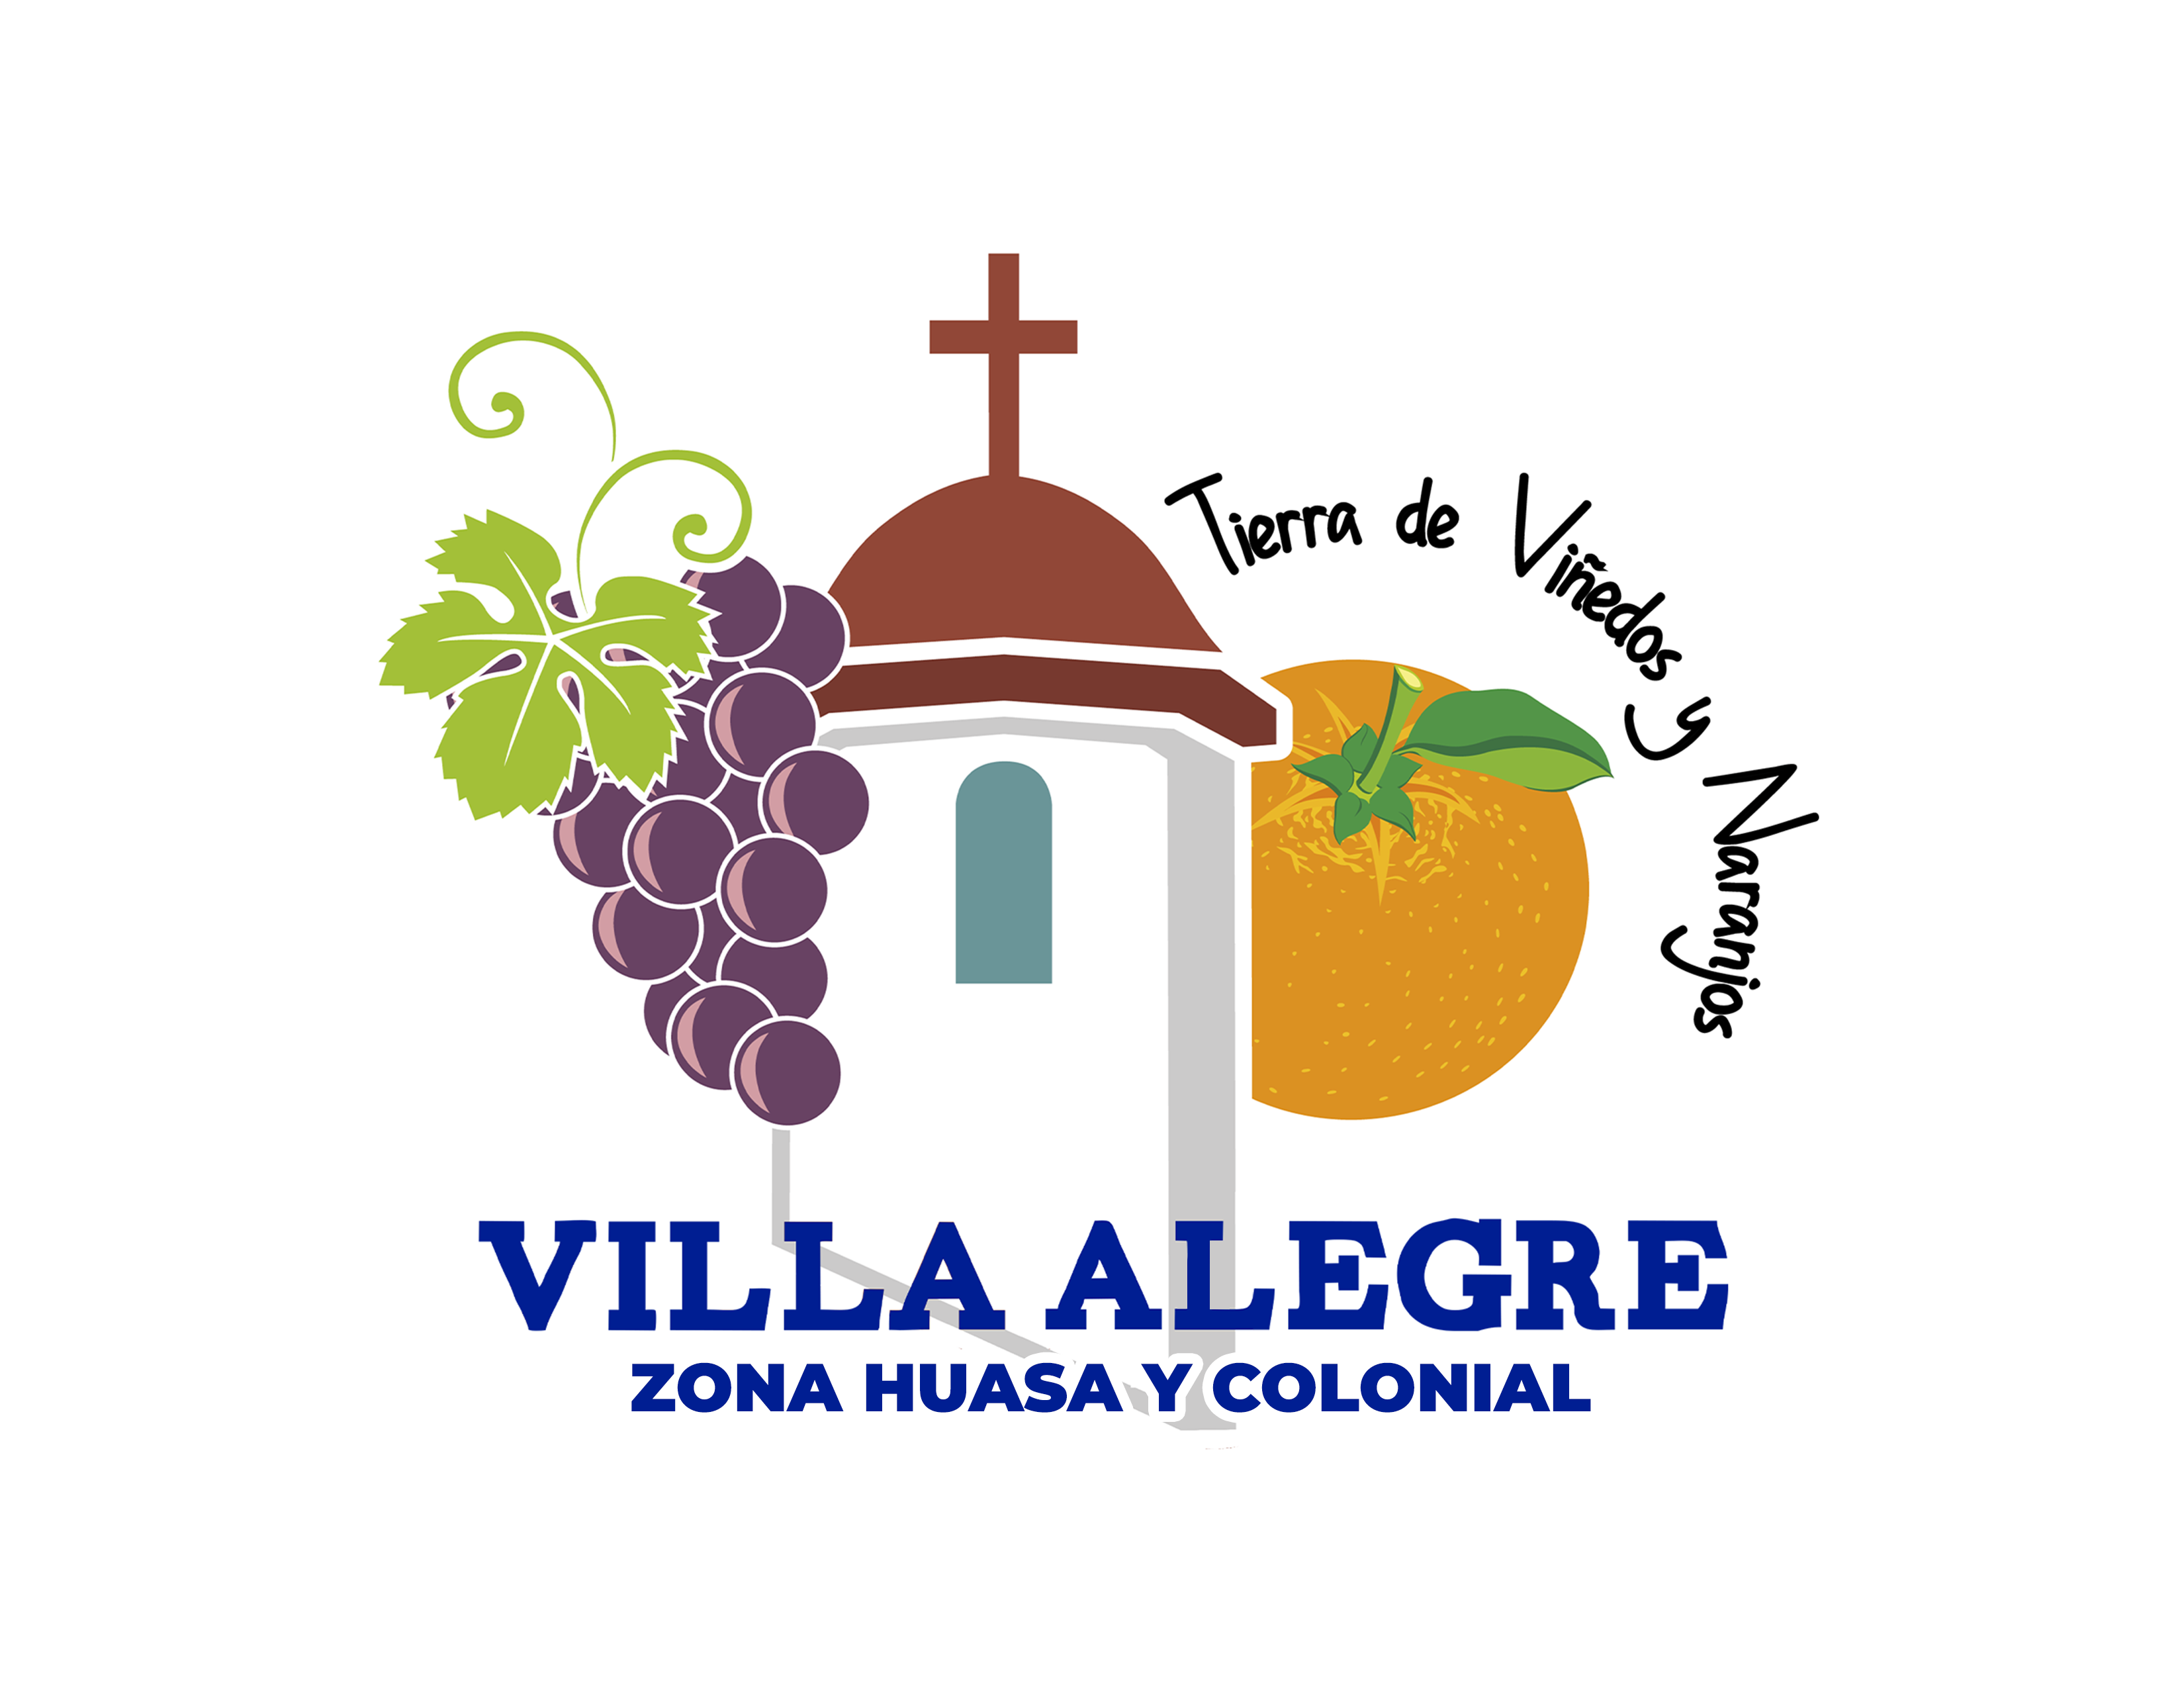 Tierra de Viñedos y Naranjos
VILLA ALEGRE
ZONA HUASA Y COLONIAL